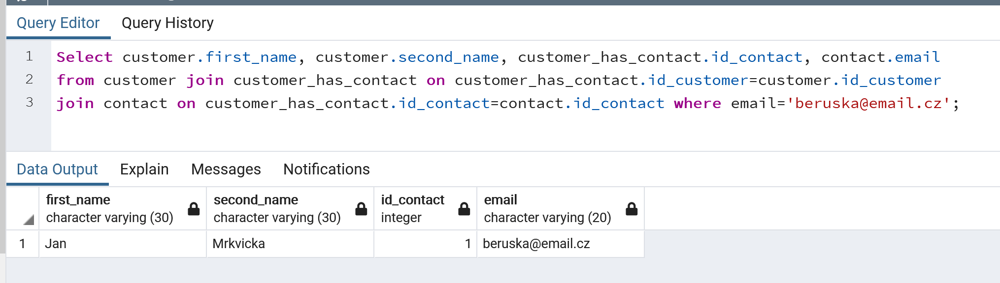 Query Editor Query History
1 Select customer.first_name, customer.second_name, customer_has_contact.id_contact, contact.email
2 from customer join customer_has_contact on customer_has_contact.id_customer=customer.id_customer
3 join contact on customer_has_contact.id_contact=contact.id_contact where email='beruska@email.cz';
Data Output Explain Messages Notifications
first_name second_name id_contact email
character varying (30) character varying (30) integer character varying (20)
1 Jan Mrkvicka 1 beruska@email.cz